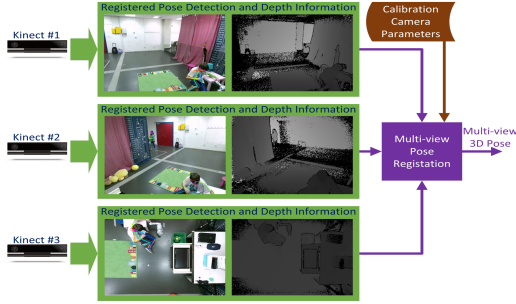 Kinect #1
Registered Pose Detection and Depth Information
Calibration
Camera
Parameters
Kinect #2
Registered Pose Detection and Depth Information
Multi-view
Pose
Registation
Multi-view
3D Pose
Kinect #3
Registered Pose Detection and Depth Information